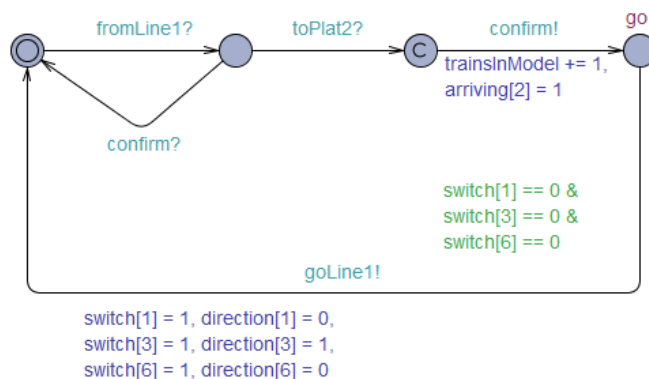 go
fromLine1?
toPlat2?
confirm!
C
trainsInModel += 1,
arriving[2] = 1
confirm?
switch[1] == 0 &
switch[3] == 0 &
switch[6] == 0
goLine1!
switch[1] = 1, direction[1] = 0,
switch[3] = 1, direction[3] = 1,
switch[6] = 1, direction[6] = 0